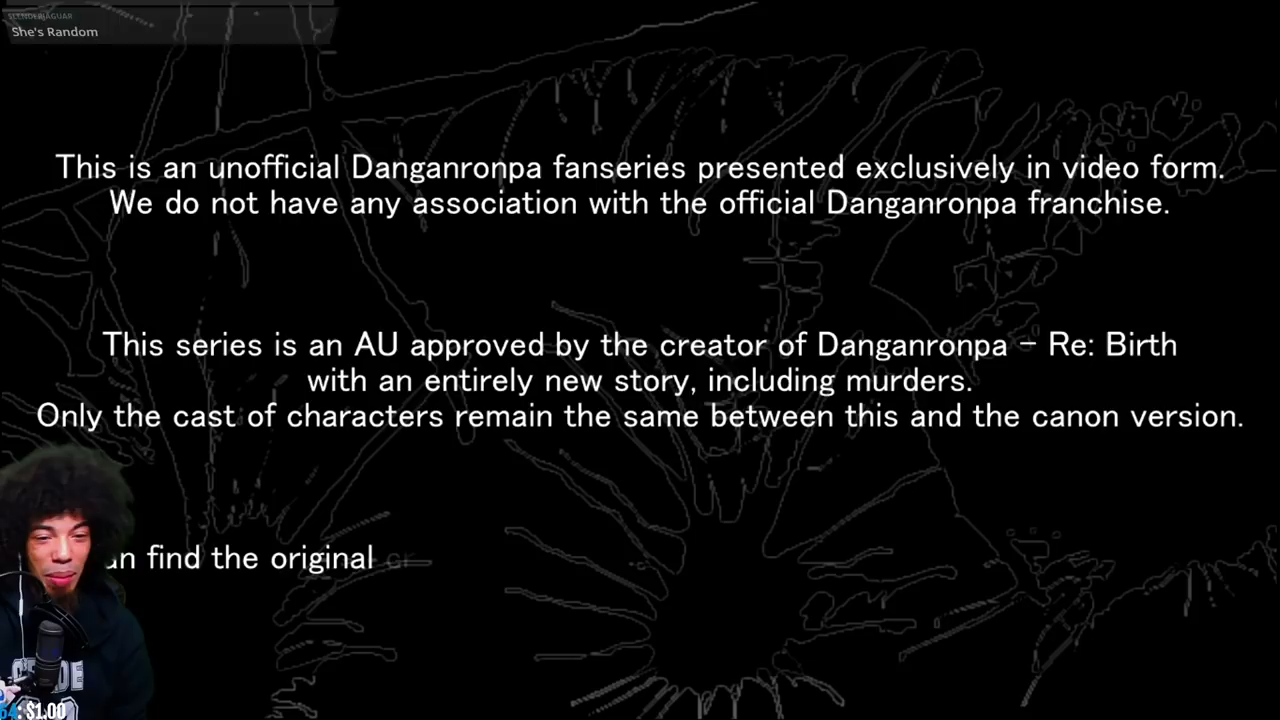 SLENDERJAGUAR
She's Random
This is an unofficial Danganronpa fanseries presented exclusively in video form.
We do not have any association with the official Danganronpa franchise.
This series is an AU approved by the creator of Danganronpa - Re: Birth
with an entirely new story, including murders.
Only the cast of characters remain the same between this and the canon version.
find the original
$1.00